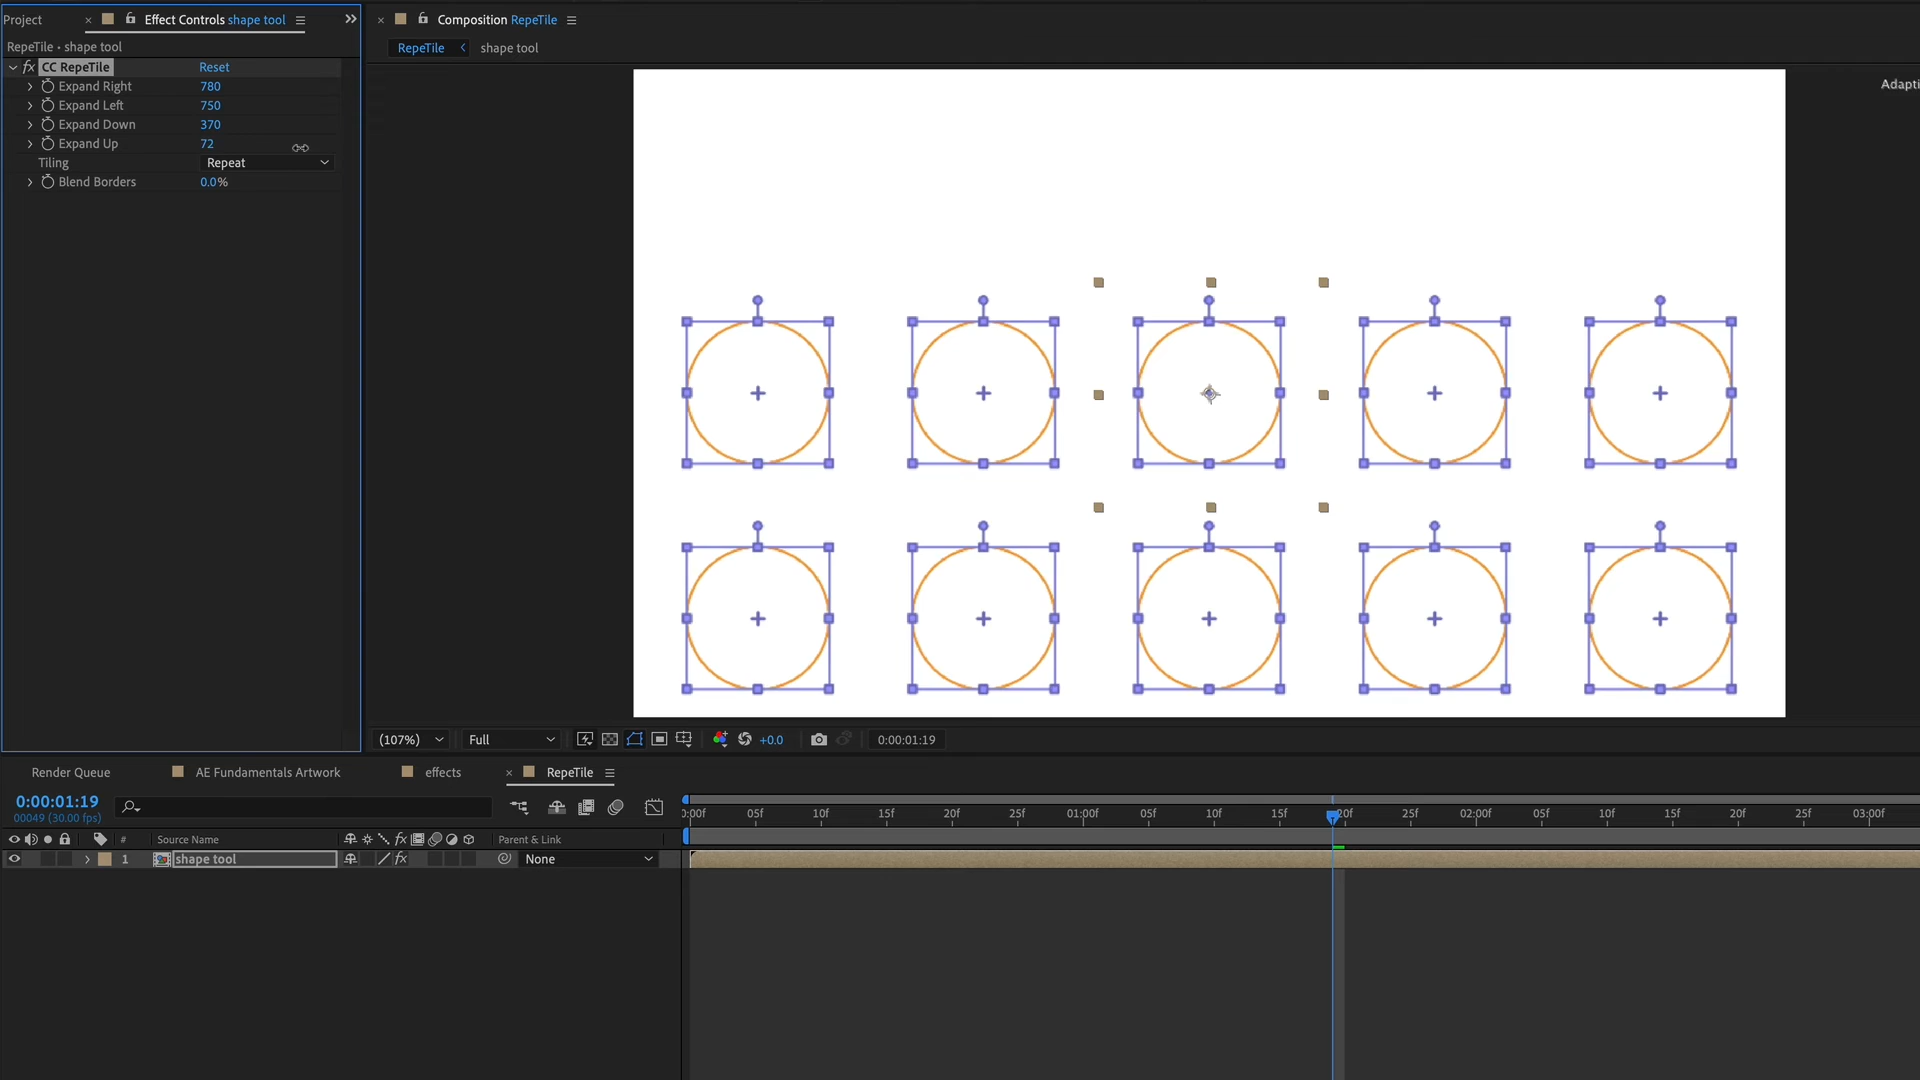 Project
Effect Controls shape tool
RepeTile • shape tool
fx CC RepeTile Reset
Expand Right 780
Expand Left 750
Expand Down 370
Expand Up 72
Tiling Repeat
Blend Borders 0.0%
Composition RepeTile
RepeTile shape tool
Adapti
(107%) Full +0.0 0:00:01:19
Render Queue AE Fundamentals Artwork effects RepeTile
0:00:01:19
00049 (30.00 fps)
# Source Name fx Parent & Link
1 shape tool fx None
0:00f 05f 10f 15f 20f 25f 01:00f 05f 10f 15f 20f 25f 02:00f 05f 10f 15f 20f 25f 03:00f